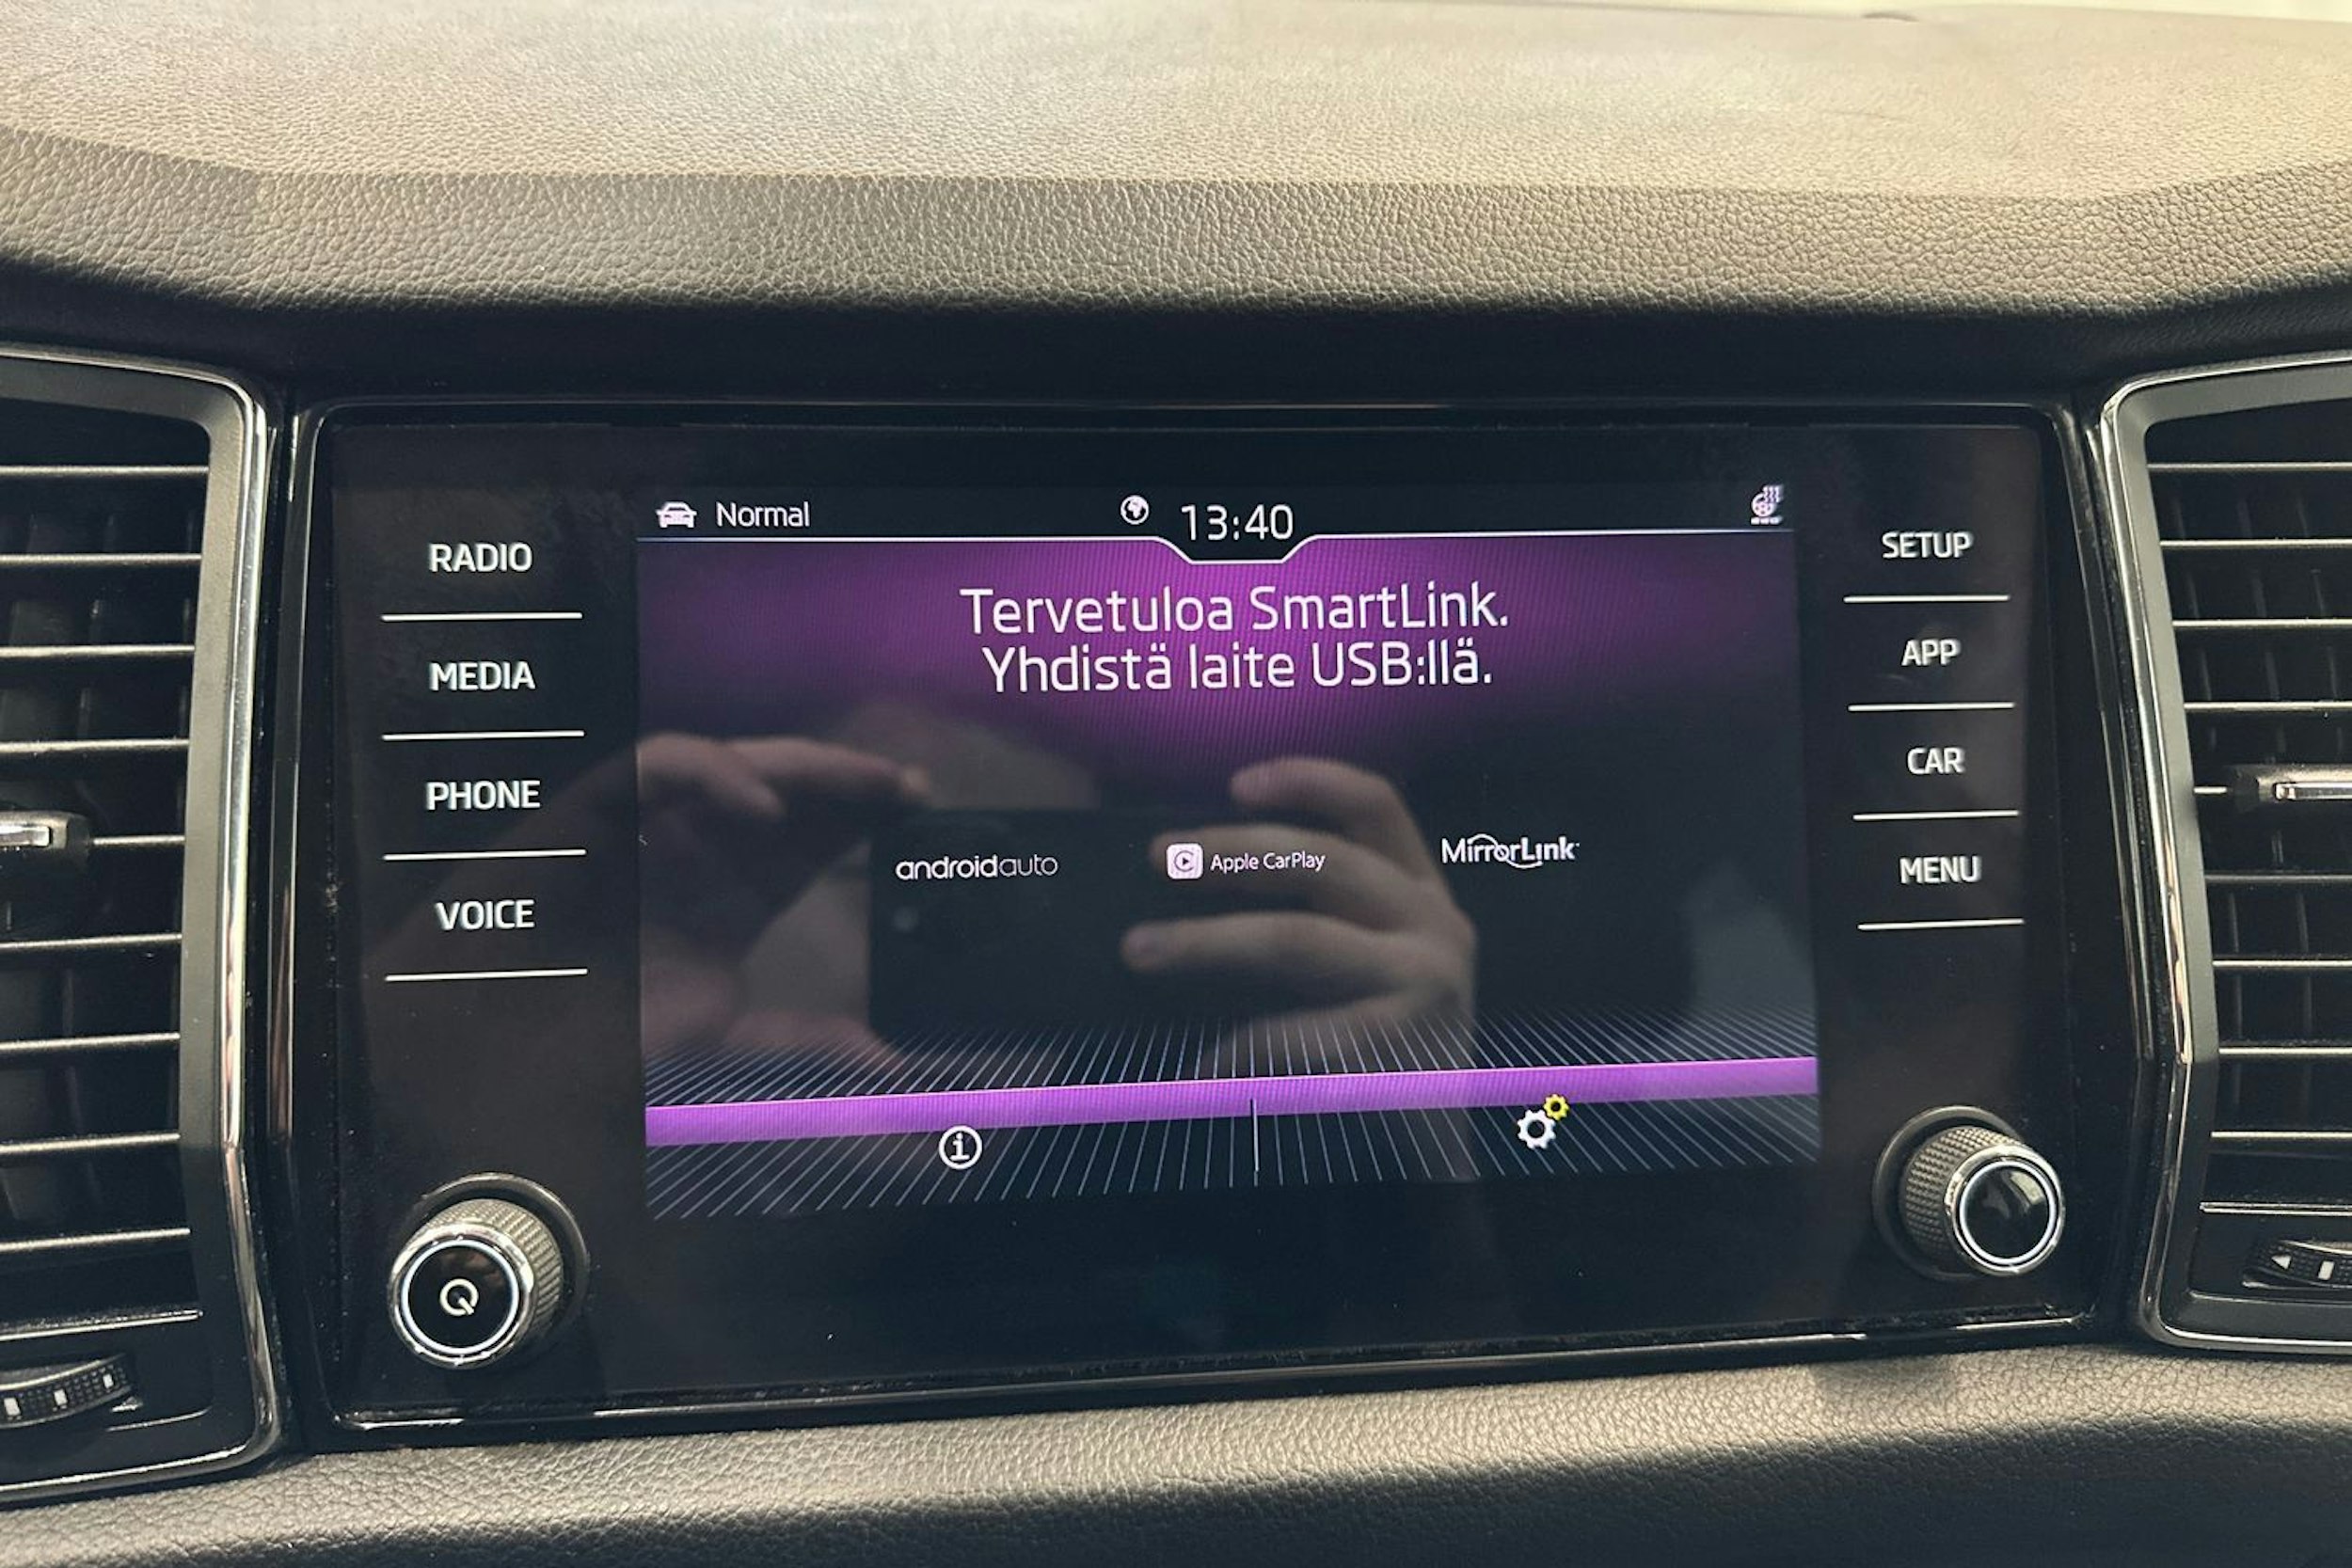 RADIO
MEDIA
PHONE
VOICE
Normal
13:40
Tervetuloa SmartLink.
Yhdistä laite USB:llä.
androidauto
Apple CarPlay
MirrorLink
SETUP
APP
CAR
MENU